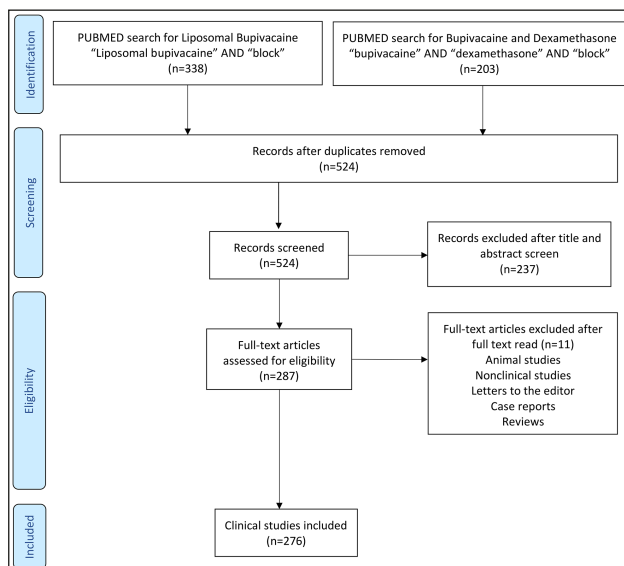 Identification
PUBMED search for Liposomal Bupivacaine
“Liposomal bupivacaine” AND “block”
(n=338)
PUBMED search for Bupivacaine and Dexamethasone
“bupivacaine” AND “dexamethasone” AND “block”
(n=203)
Screening
Records after duplicates removed
(n=524)
Records screened
(n=524)
Records excluded after title and
abstract screen
(n=237)
Eligibility
Full-text articles
assessed for eligibility
(n=287)
Full-text articles excluded after
full text read (n=11)
Animal studies
Nonclinical studies
Letters to the editor
Case reports
Reviews
Included
Clinical studies included
(n=276)